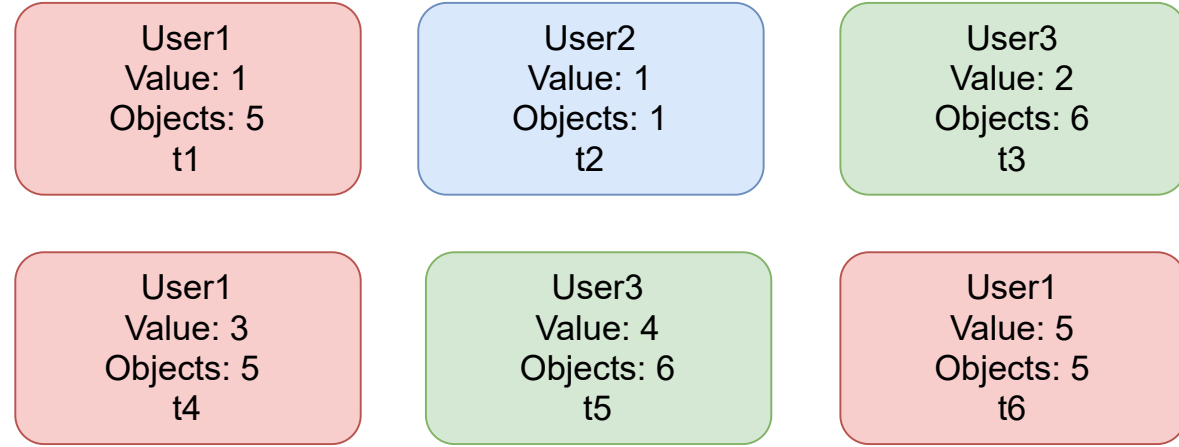 User1
Value: 1
Objects: 5
t1
User2
Value: 1
Objects: 1
t2
User3
Value: 2
Objects: 6
t3
User1
Value: 3
Objects: 5
t4
User3
Value: 4
Objects: 6
t5
User1
Value: 5
Objects: 5
t6